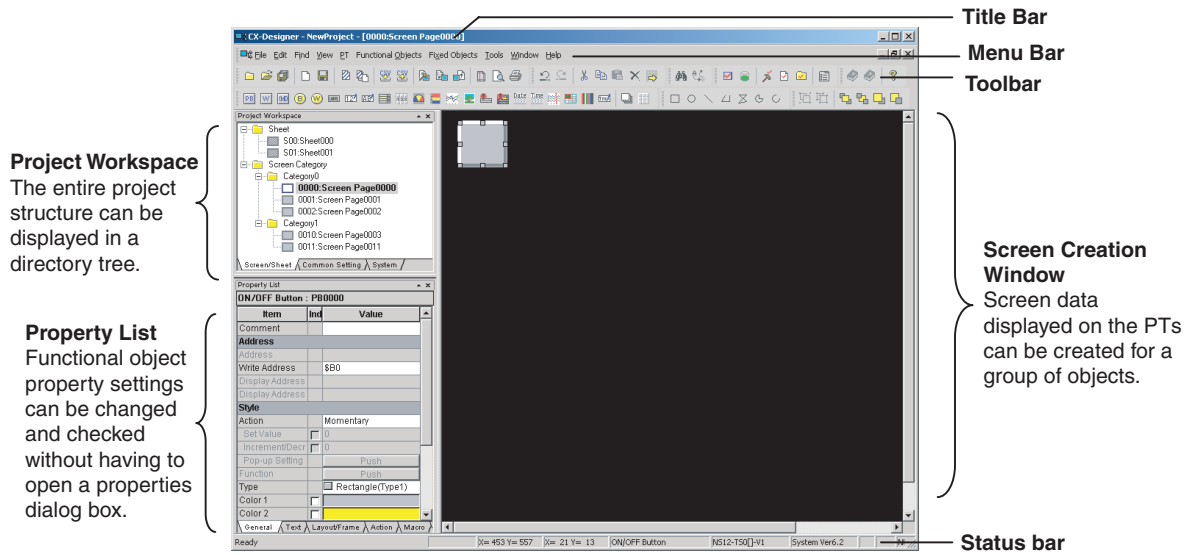 Title Bar
CX-Designer - NewProject - [0000:Screen Page0000]
Menu Bar
File Edit Find View PT Functional Objects Fixed Objects Tools Window Help
Toolbar
Date Time
Project Workspace
Sheet
S00:Sheet000
S01:Sheet001
Screen Category
Category0
0000:Screen Page0000
0001:Screen Page0001
0002:Screen Page0002
Category1
0010:Screen Page0003
0011:Screen Page0011
Screen/Sheet Common Setting System
Project Workspace
The entire project
structure can be
displayed in a
directory tree.
Property List
ON/OFF Button : PB0000
Item Ind Value
Comment
Address
Address
Write Address $B0
Display Address
Display Address
Style
Action Momentary
Set Value 0
Increment/Decr 0
Pop-up Setting Push
Function Push
Type Rectangle(Type1)
Color 1
Color 2
General Text Layout/Frame Action Macro
Property List
Functional object
property settings
can be changed
and checked
without having to
open a properties
dialog box.
Screen Creation
Window
Screen data
displayed on the PTs
can be created for a
group of objects.
Ready X= 453 Y= 557 X= 21 Y= 13 ON/OFF Button NS12-TS0[]-V1 System Ver6.2
Status bar